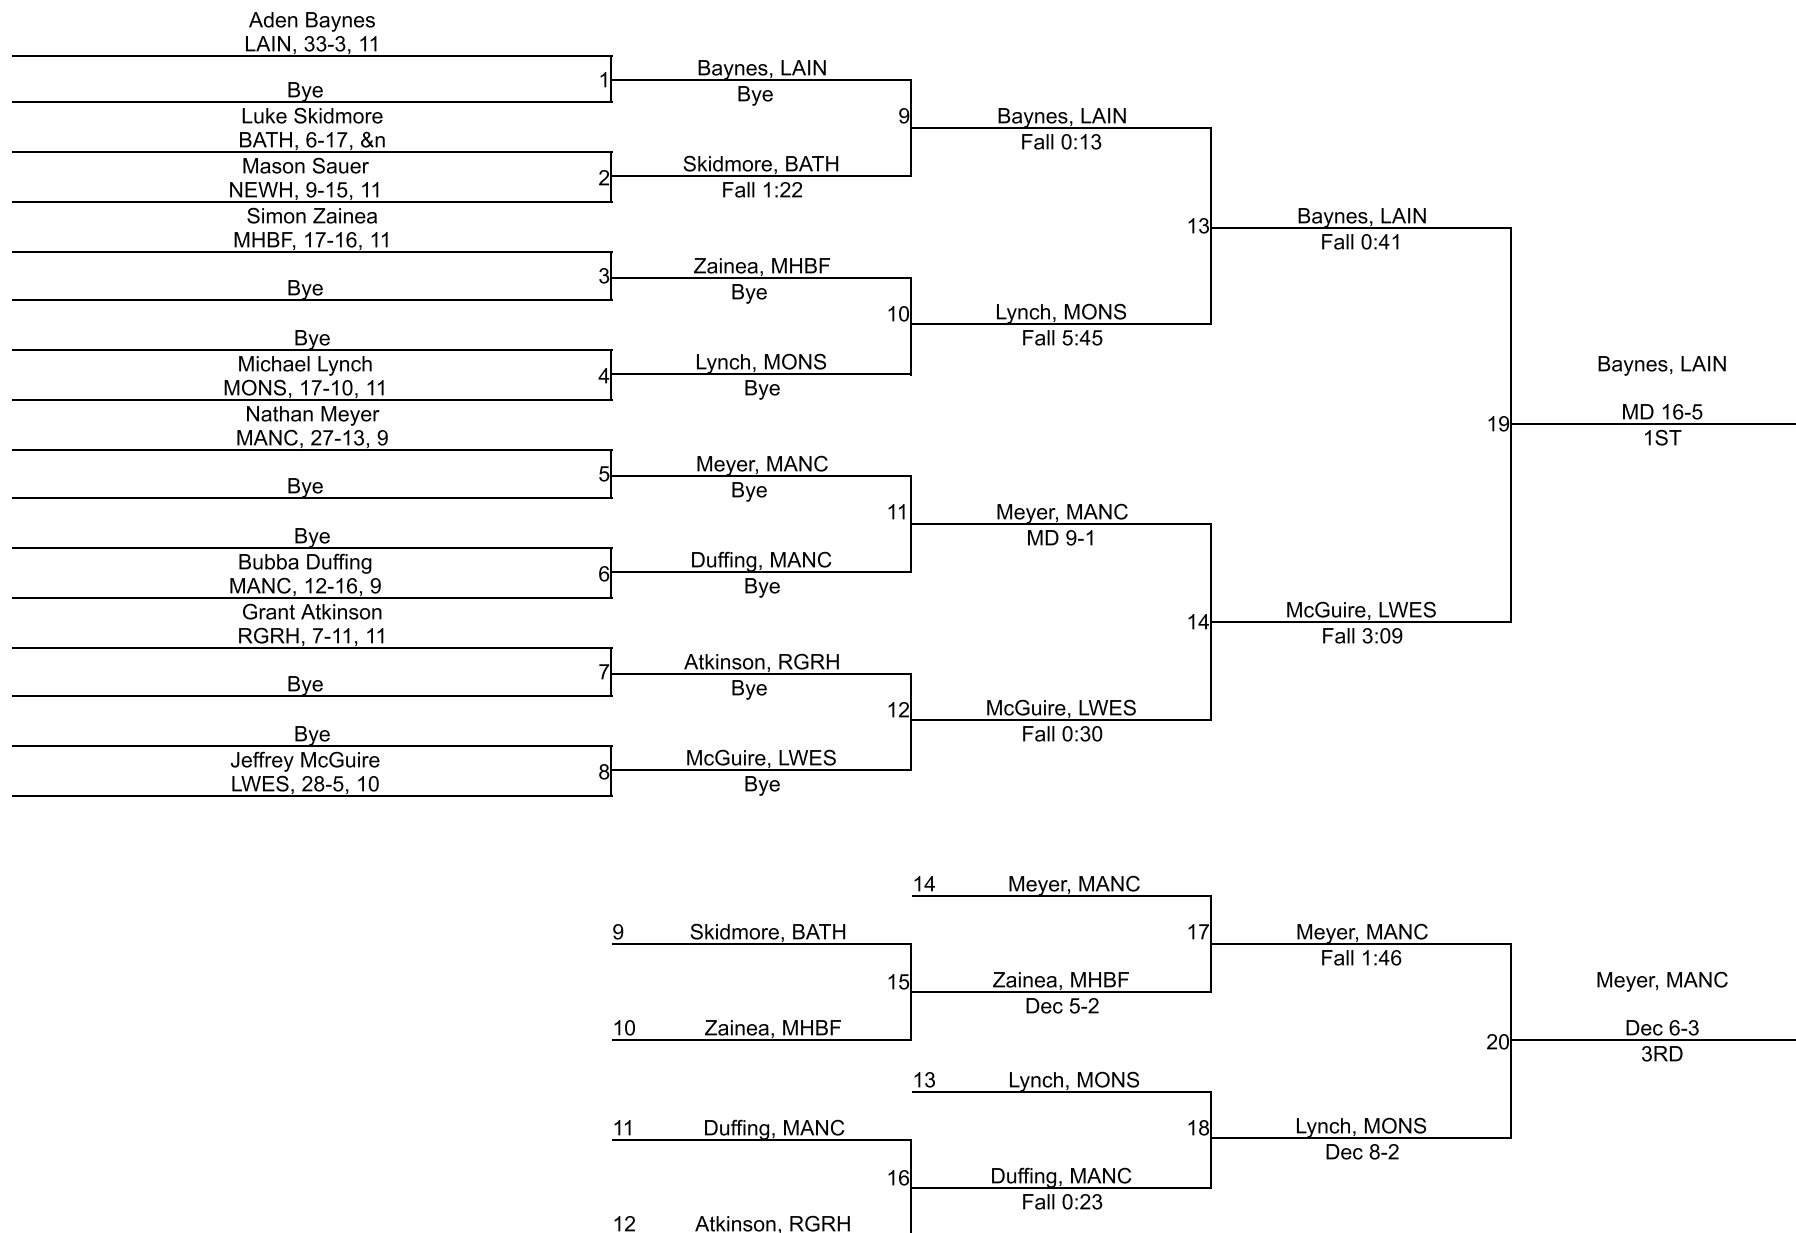 Aden Baynes
LAIN, 33-3, 11
Bye
Luke Skidmore
BATH, 6-17, &n
Mason Sauer
NEWH, 9-15, 11
Simon Zainea
MHBF, 17-16, 11
Bye
Bye
Michael Lynch
MONS, 17-10, 11
Nathan Meyer
MANC, 27-13, 9
Bye
Bye
Bubba Duffing
MANC, 12-16, 9
Grant Atkinson
RGRH, 7-11, 11
Bye
Bye
Jeffrey McGuire
LWES, 28-5, 10
1
2
3
4
5
6
7
8
Baynes, LAIN
Bye
Skidmore, BATH
Fall 1:22
Zainea, MHBF
Bye
Lynch, MONS
Bye
Meyer, MANC
Bye
Duffing, MANC
Bye
Atkinson, RGRH
Bye
McGuire, LWES
Bye
9
10
11
12
Baynes, LAIN
Fall 0:13
Lynch, MONS
Fall 5:45
Meyer, MANC
MD 9-1
McGuire, LWES
Fall 0:30
13
14
Baynes, LAIN
Fall 0:41
McGuire, LWES
Fall 3:09
19
Baynes, LAIN
MD 16-5
1ST
9 Skidmore, BATH
10 Zainea, MHBF
11 Duffing, MANC
12 Atkinson, RGRH
15
16
14 Meyer, MANC
Zainea, MHBF
Dec 5-2
13 Lynch, MONS
Duffing, MANC
Fall 0:23
17
18
Meyer, MANC
Fall 1:46
Lynch, MONS
Dec 8-2
20
Meyer, MANC
Dec 6-3
3RD